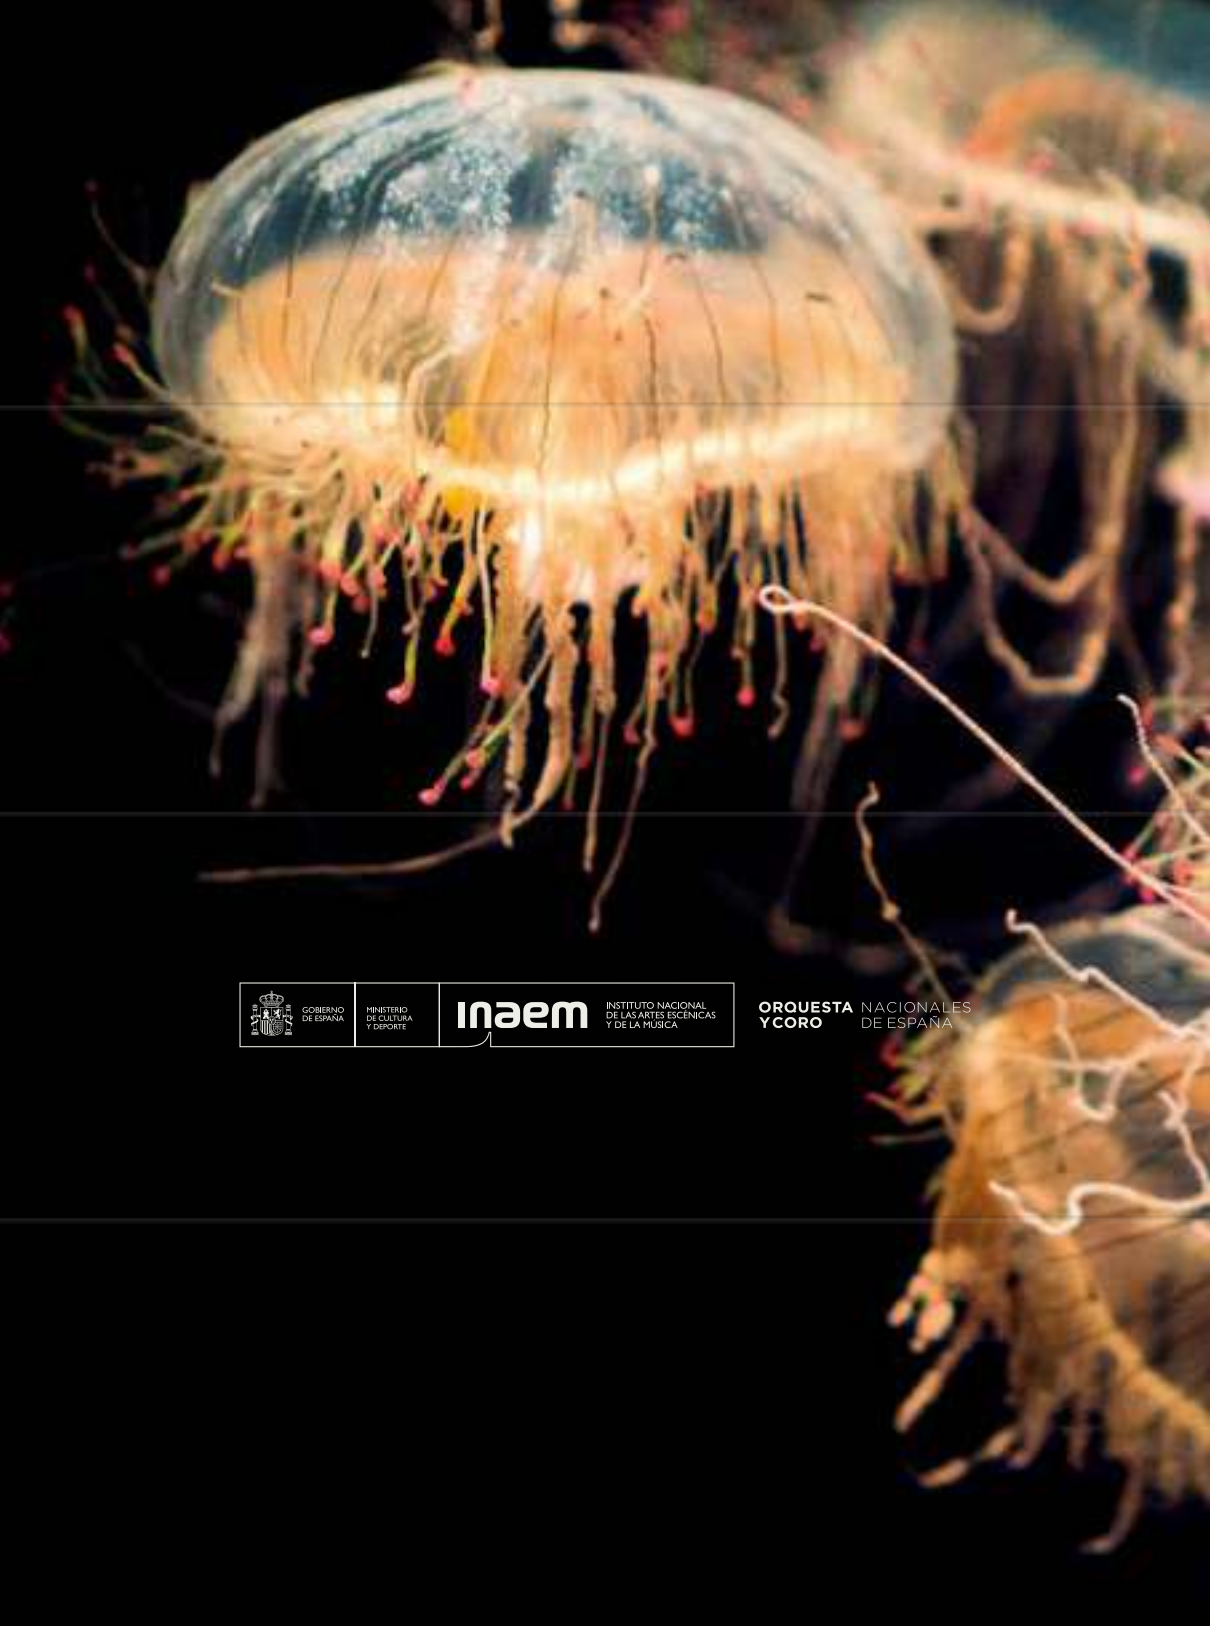 GOBIERNO
DE ESPAÑA
MINISTERIO
DE CULTURA
Y DEPORTE
inaem
INSTITUTO NACIONAL
DE LAS ARTES ESCÉNICAS
Y DE LA MÚSICA
ORQUESTA NACIONALES
Y CORO DE ESPAÑA